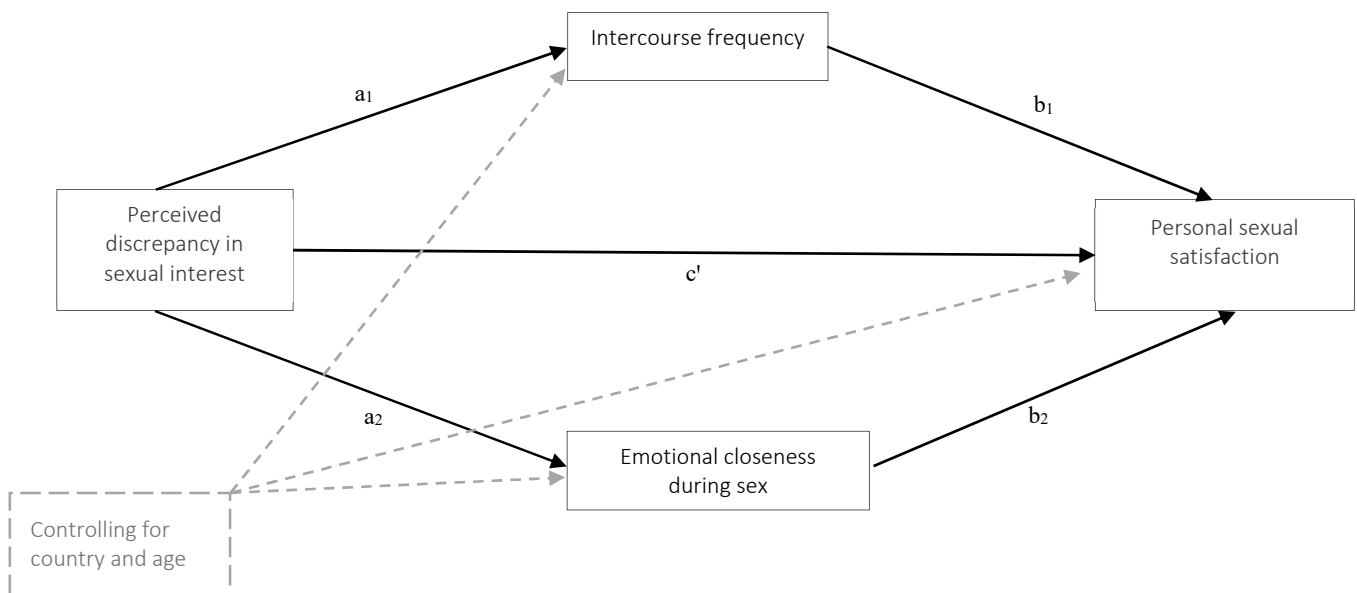 Intercourse frequency
a₁
b₁
Perceived
discrepancy in
sexual interest
Personal sexual
satisfaction
c'
a₂
b₂
Emotional closeness
during sex
Controlling for
country and age